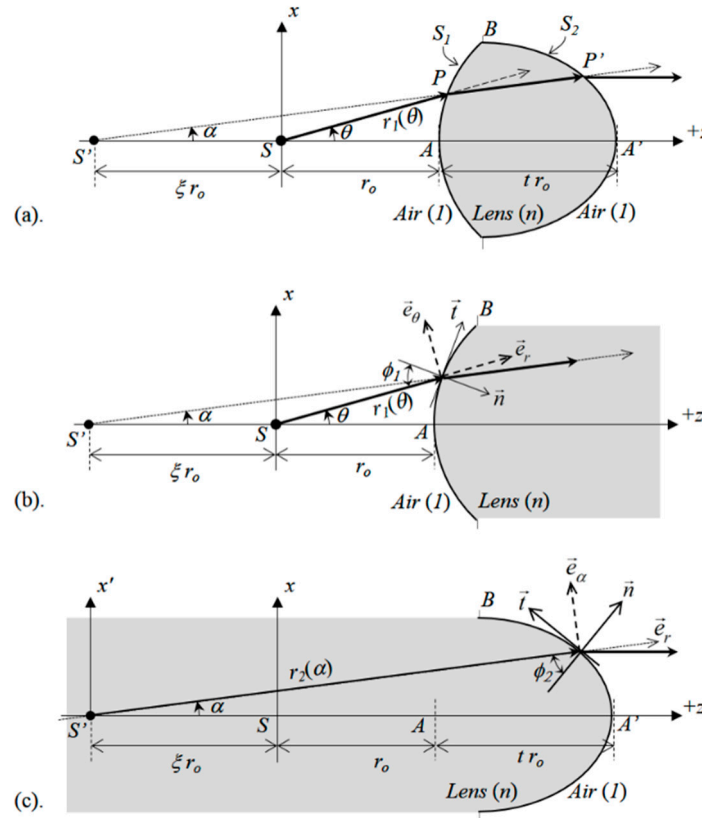 x
S₁
B
S₂
P
P'
α
θ
r₁(θ)
S'
S
A
A'
+z
ξ rₒ
rₒ
t rₒ
Air (1)
Lens (n)
Air (1)
(a).
x
B
e⃗θ
t⃗
e⃗r
ϕ₁
n⃗
α
θ
r₁(θ)
S'
S
A
+z
ξ rₒ
rₒ
Air (1)
Lens (n)
(b).
x'
x
B
e⃗α
n⃗
t⃗
e⃗r
r₂(α)
ϕ₂
α
S'
S
A
A'
+z
ξ rₒ
rₒ
t rₒ
Lens (n)
Air (1)
(c).